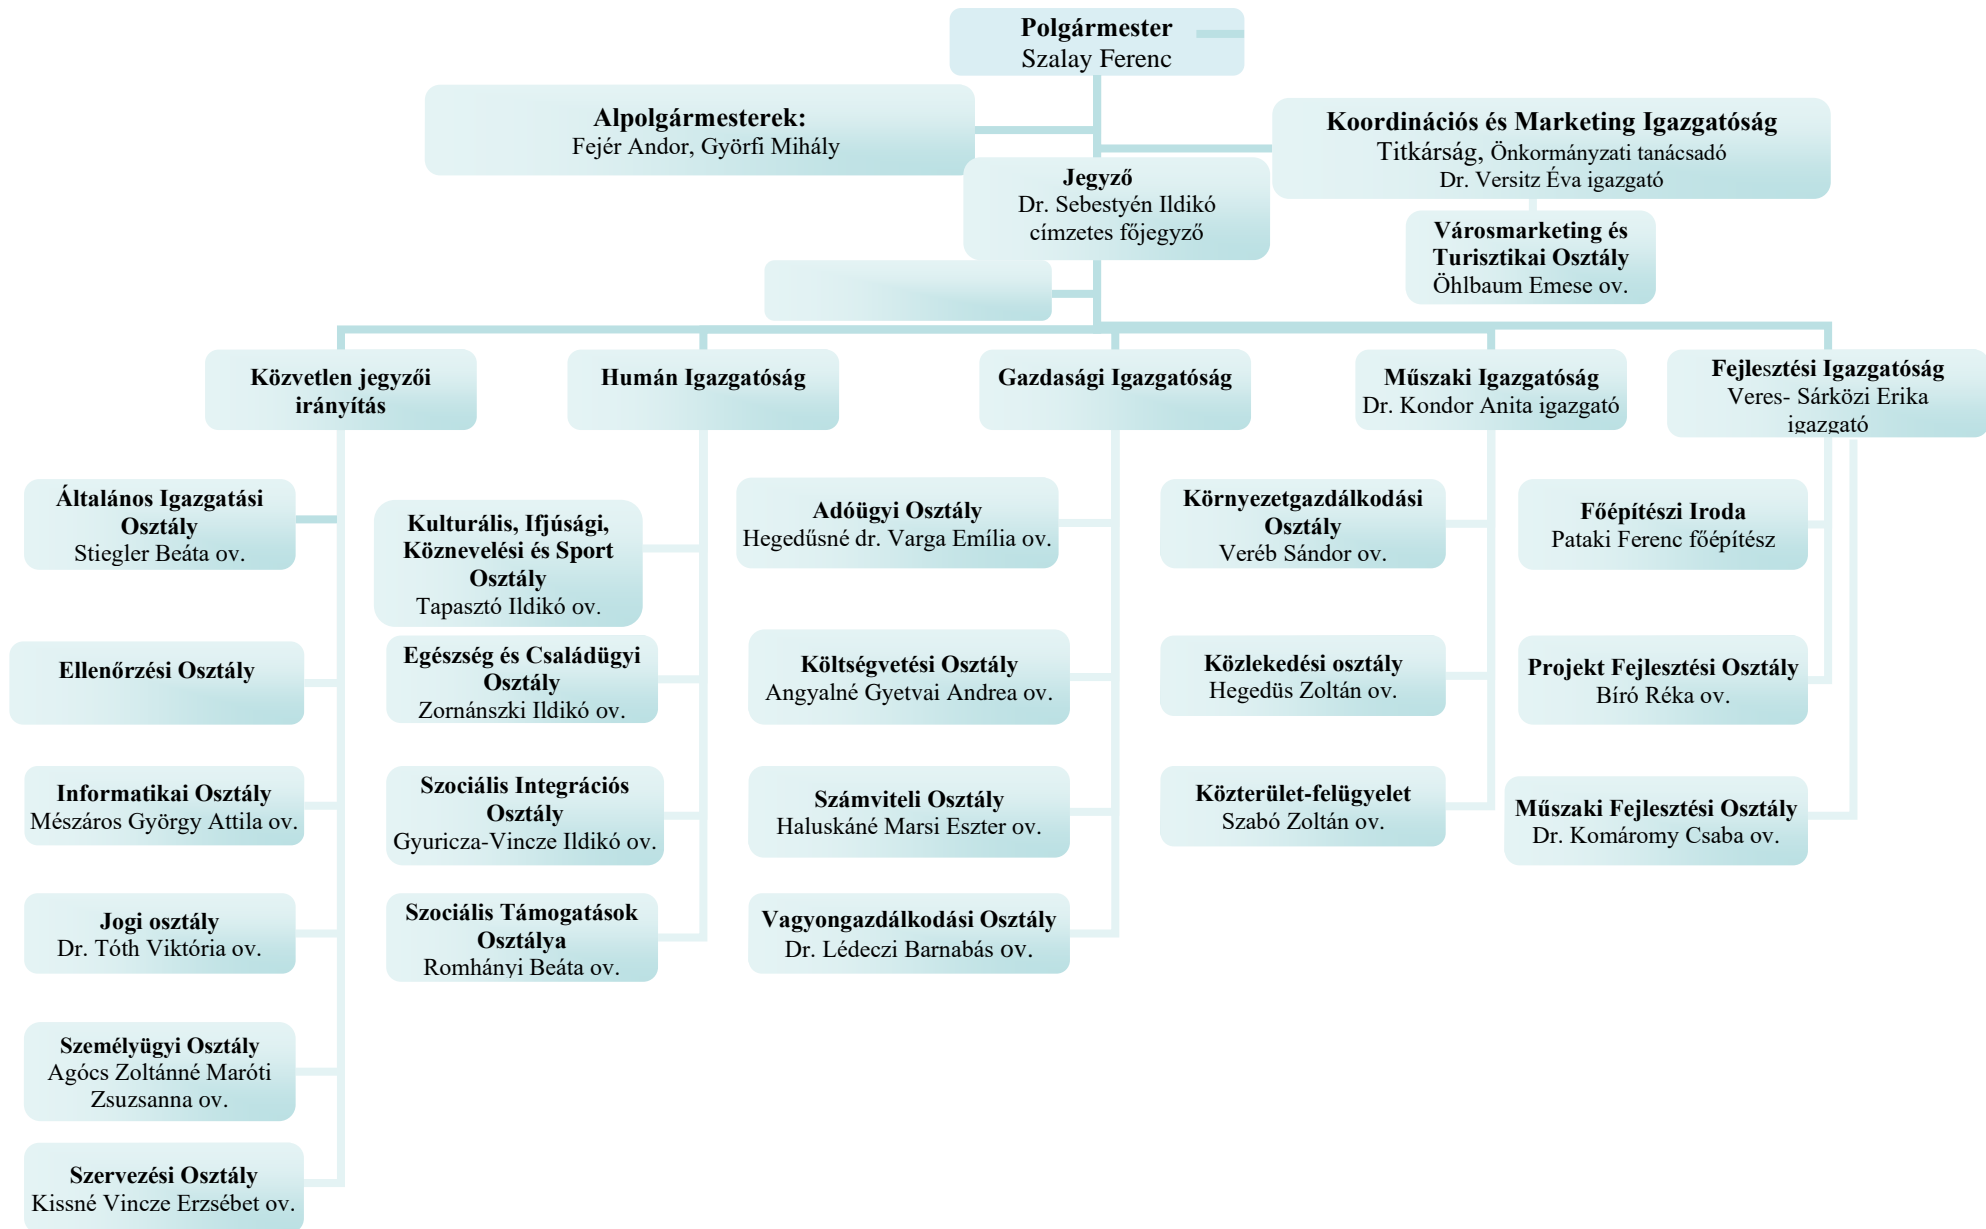 Polgármester
Szalay Ferenc
Alpolgármesterek:
Fejér Andor, Györfi Mihály
Koordinációs és Marketing Igazgatóság
Titkárság, Önkormányzati tanácsadó
Dr. Versitz Éva igazgató
Jegyző
Dr. Sebestyén Ildikó
címzetes főjegyző
Városmarketing és
Turisztikai Osztály
Öhlbaum Emese ov.
Közvetlen jegyzői
irányítás
Humán Igazgatóság
Gazdasági Igazgatóság
Műszaki Igazgatóság
Dr. Kondor Anita igazgató
Fejlesztési Igazgatóság
Veres- Sárközi Erika
igazgató
Általános Igazgatási
Osztály
Stiegler Beáta ov.
Ellenőrzési Osztály
Informatikai Osztály
Mészáros György Attila ov.
Jogi osztály
Dr. Tóth Viktória ov.
Személyügyi Osztály
Agócs Zoltánné Maróti
Zsuzsanna ov.
Szervezési Osztály
Kissné Vincze Erzsébet ov.
Kulturális, Ifjúsági,
Köznevelési és Sport
Osztály
Tapasztó Ildikó ov.
Egészség és Családügyi
Osztály
Zornánszki Ildikó ov.
Szociális Integrációs
Osztály
Gyuricza-Vincze Ildikó ov.
Szociális Támogatások
Osztálya
Romhányi Beáta ov.
Adóügyi Osztály
Hegedűsné dr. Varga Emília ov.
Költségvetési Osztály
Angyalné Gyetvai Andrea ov.
Számviteli Osztály
Haluskáné Marsi Eszter ov.
Vagyongazdálkodási Osztály
Dr. Lédeczi Barnabás ov.
Környezetgazdálkodási
Osztály
Veréb Sándor ov.
Közlekedési osztály
Hegedüs Zoltán ov.
Közterület-felügyelet
Szabó Zoltán ov.
Főépítészi Iroda
Pataki Ferenc főépítész
Projekt Fejlesztési Osztály
Bíró Réka ov.
Műszaki Fejlesztési Osztály
Dr. Komáromy Csaba ov.